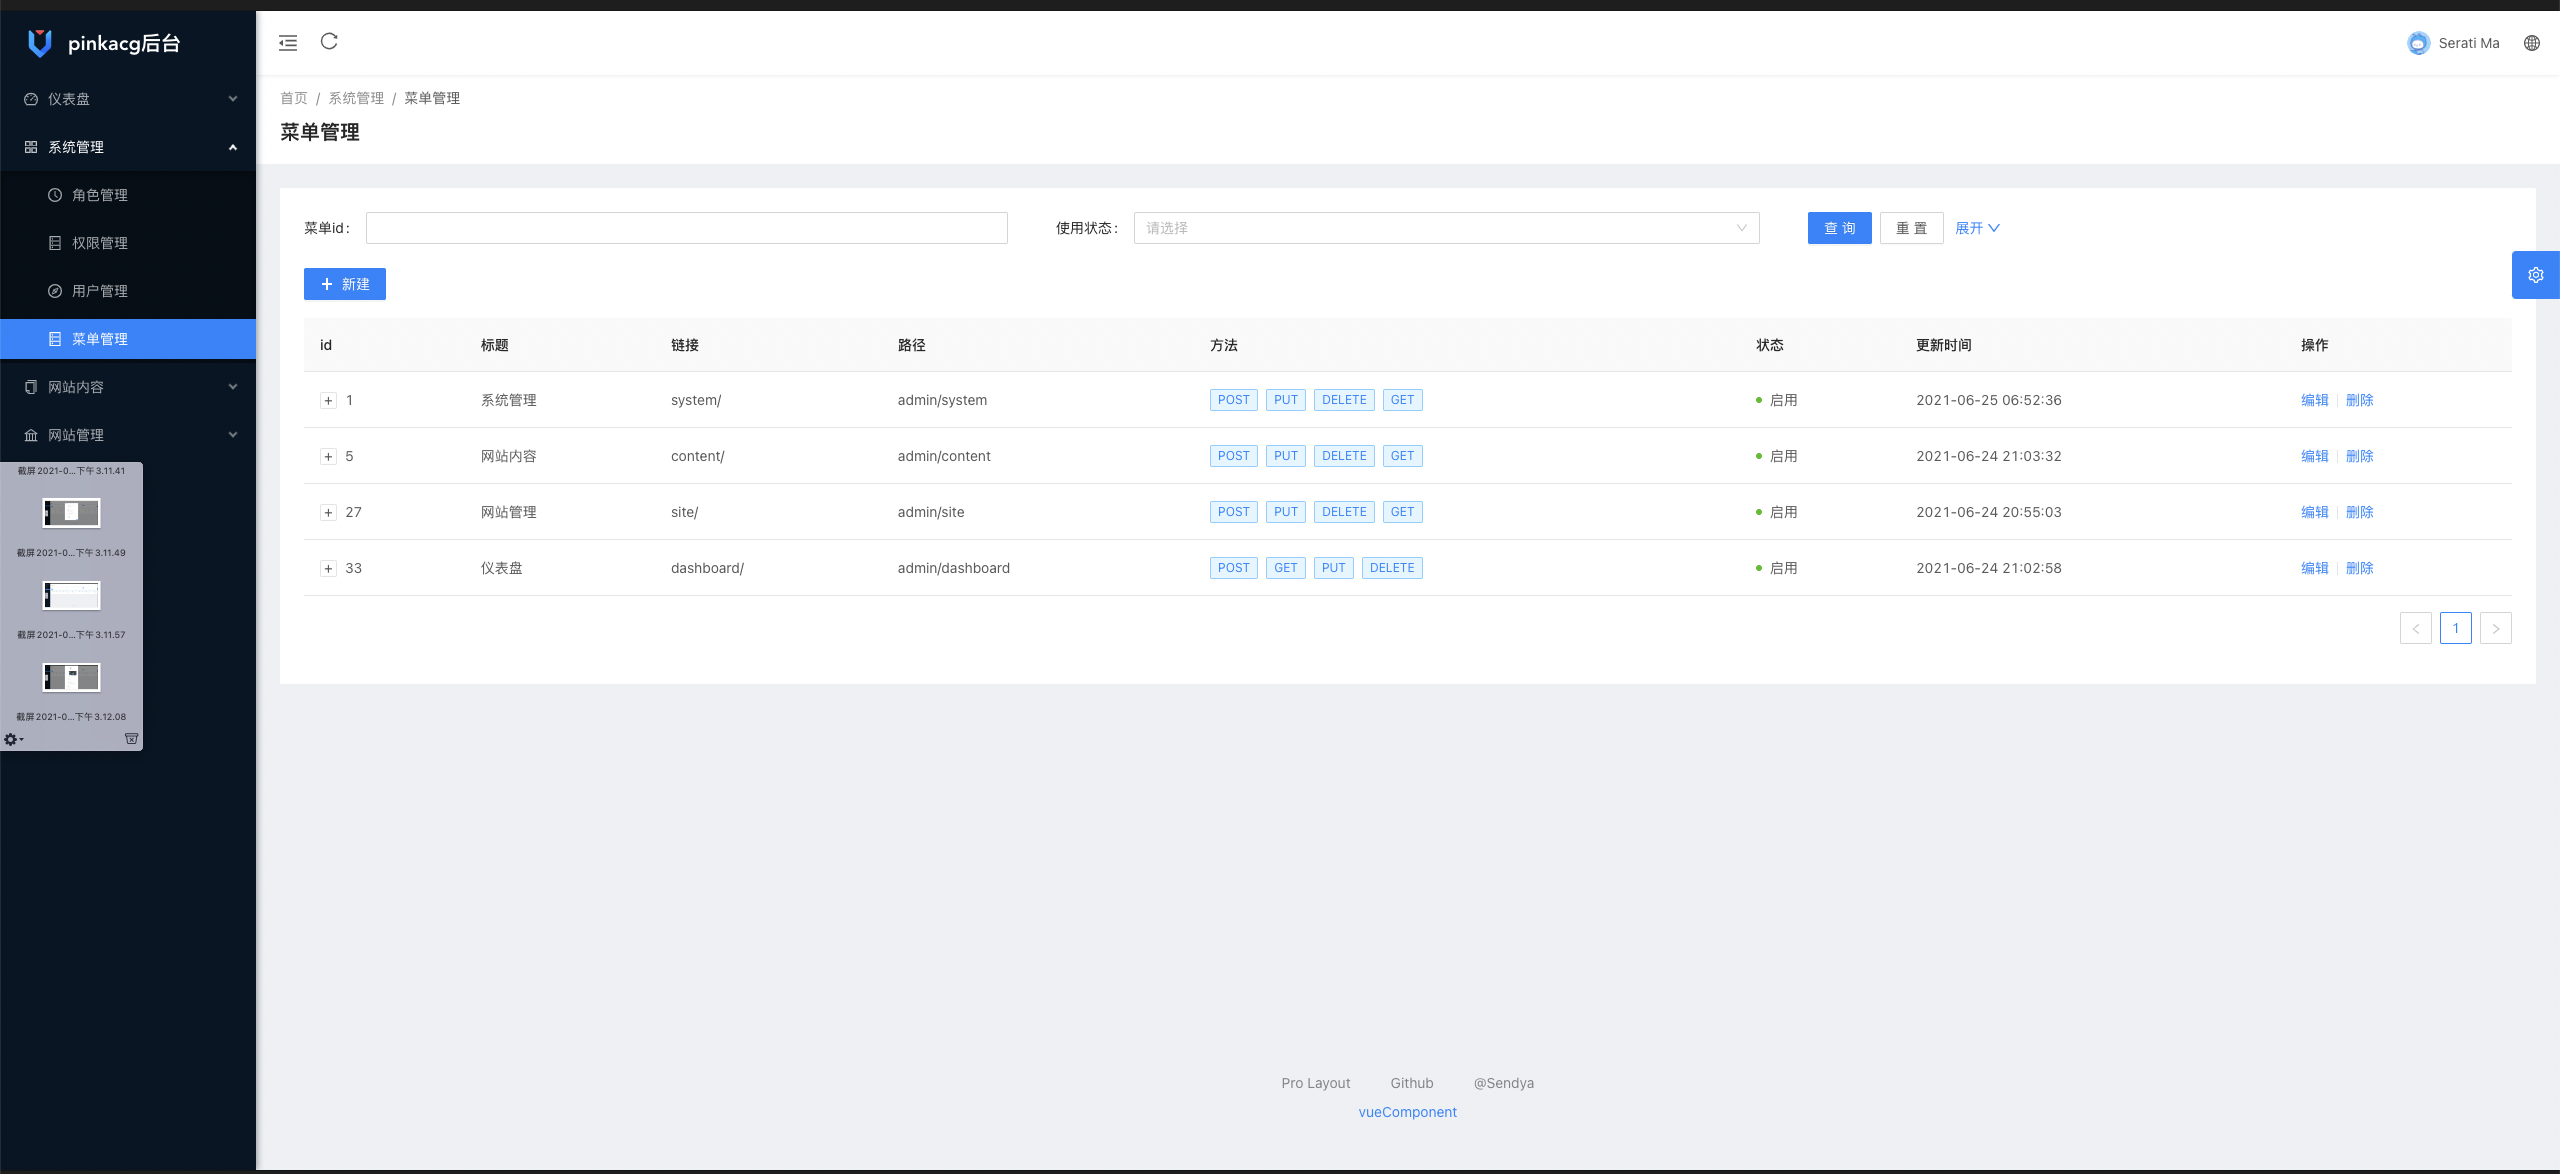 pinkacg后台
仪表盘
系统管理
角色管理
权限管理
用户管理
菜单管理
网站内容
网站管理
截屏2021-0...下午3.11.41
截屏2021-0...下午3.11.49
截屏2021-0...下午3.11.57
截屏2021-0...下午3.12.08
Serati Ma
首页 / 系统管理 / 菜单管理
菜单管理
菜单id: 使用状态: 请选择 查 询 重 置 展开
+ 新建
id 标题 链接 路径 方法 状态 更新时间 操作
1 系统管理 system/ admin/system POST PUT DELETE GET 启用 2021-06-25 06:52:36 编辑 删除
5 网站内容 content/ admin/content POST PUT DELETE GET 启用 2021-06-24 21:03:32 编辑 删除
27 网站管理 site/ admin/site POST PUT DELETE GET 启用 2021-06-24 20:55:03 编辑 删除
33 仪表盘 dashboard/ admin/dashboard POST GET PUT DELETE 启用 2021-06-24 21:02:58 编辑 删除
< 1 >
Pro Layout Github @Sendya
vueComponent